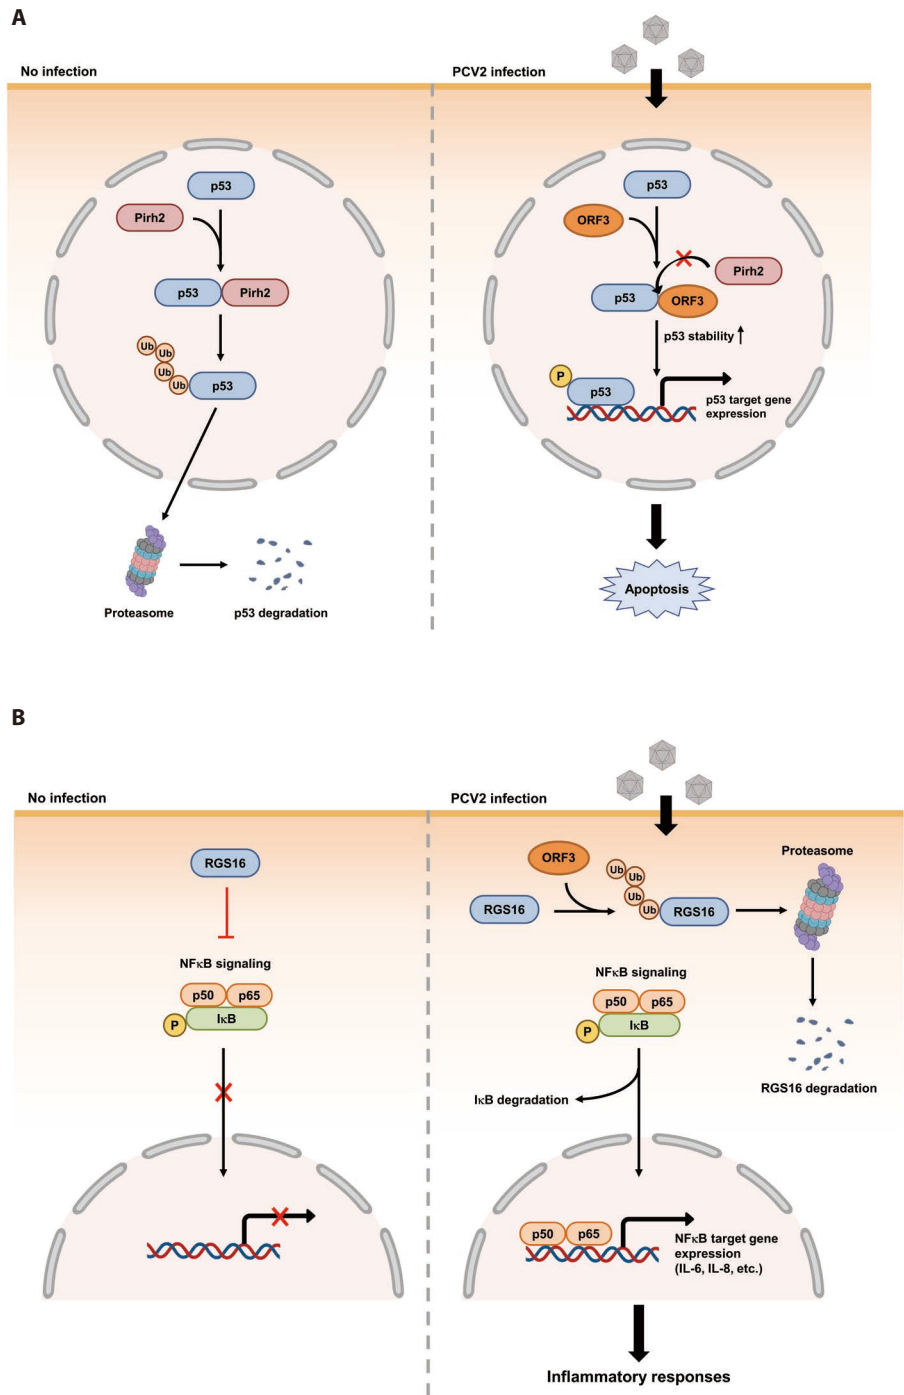 A
No infection
p53
Pirh2
p53
Pirh2
Ub
Ub
Ub
Ub
p53
Proteasome
p53 degradation
PCV2 infection
p53
ORF3
Pirh2
p53
ORF3
p53 stability ↑
P
p53
p53 target gene
expression
Apoptosis
B
No infection
RGS16
NFκB signaling
p50
p65
P
IκB
PCV2 infection
ORF3
RGS16
Ub
Ub
Ub
Ub
RGS16
Proteasome
RGS16 degradation
NFκB signaling
p50
p65
P
IκB
IκB degradation
p50
p65
NFκB target gene
expression
(IL-6, IL-8, etc.)
Inflammatory responses